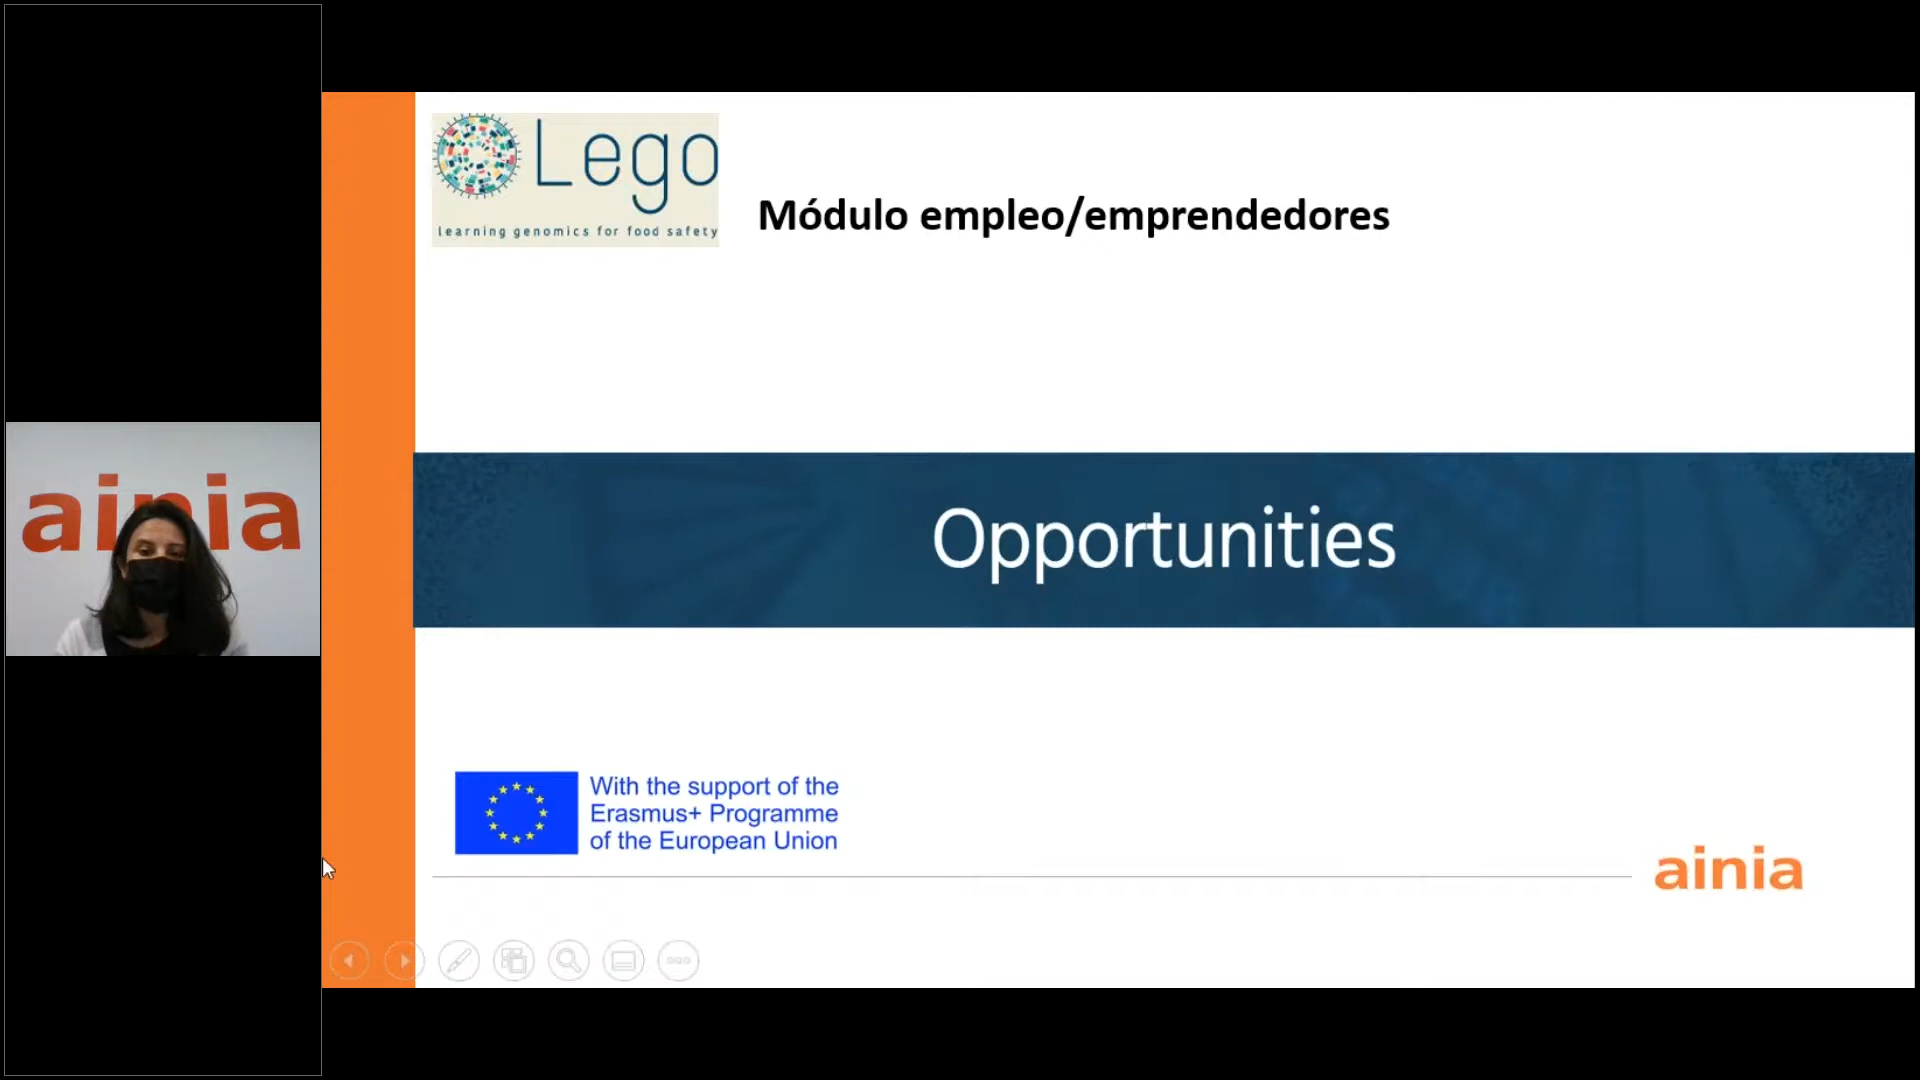 ainia
Lego
learning genomics for food safety
Módulo empleo/emprendedores
Opportunities
With the support of the
Erasmus+ Programme
of the European Union
ainia